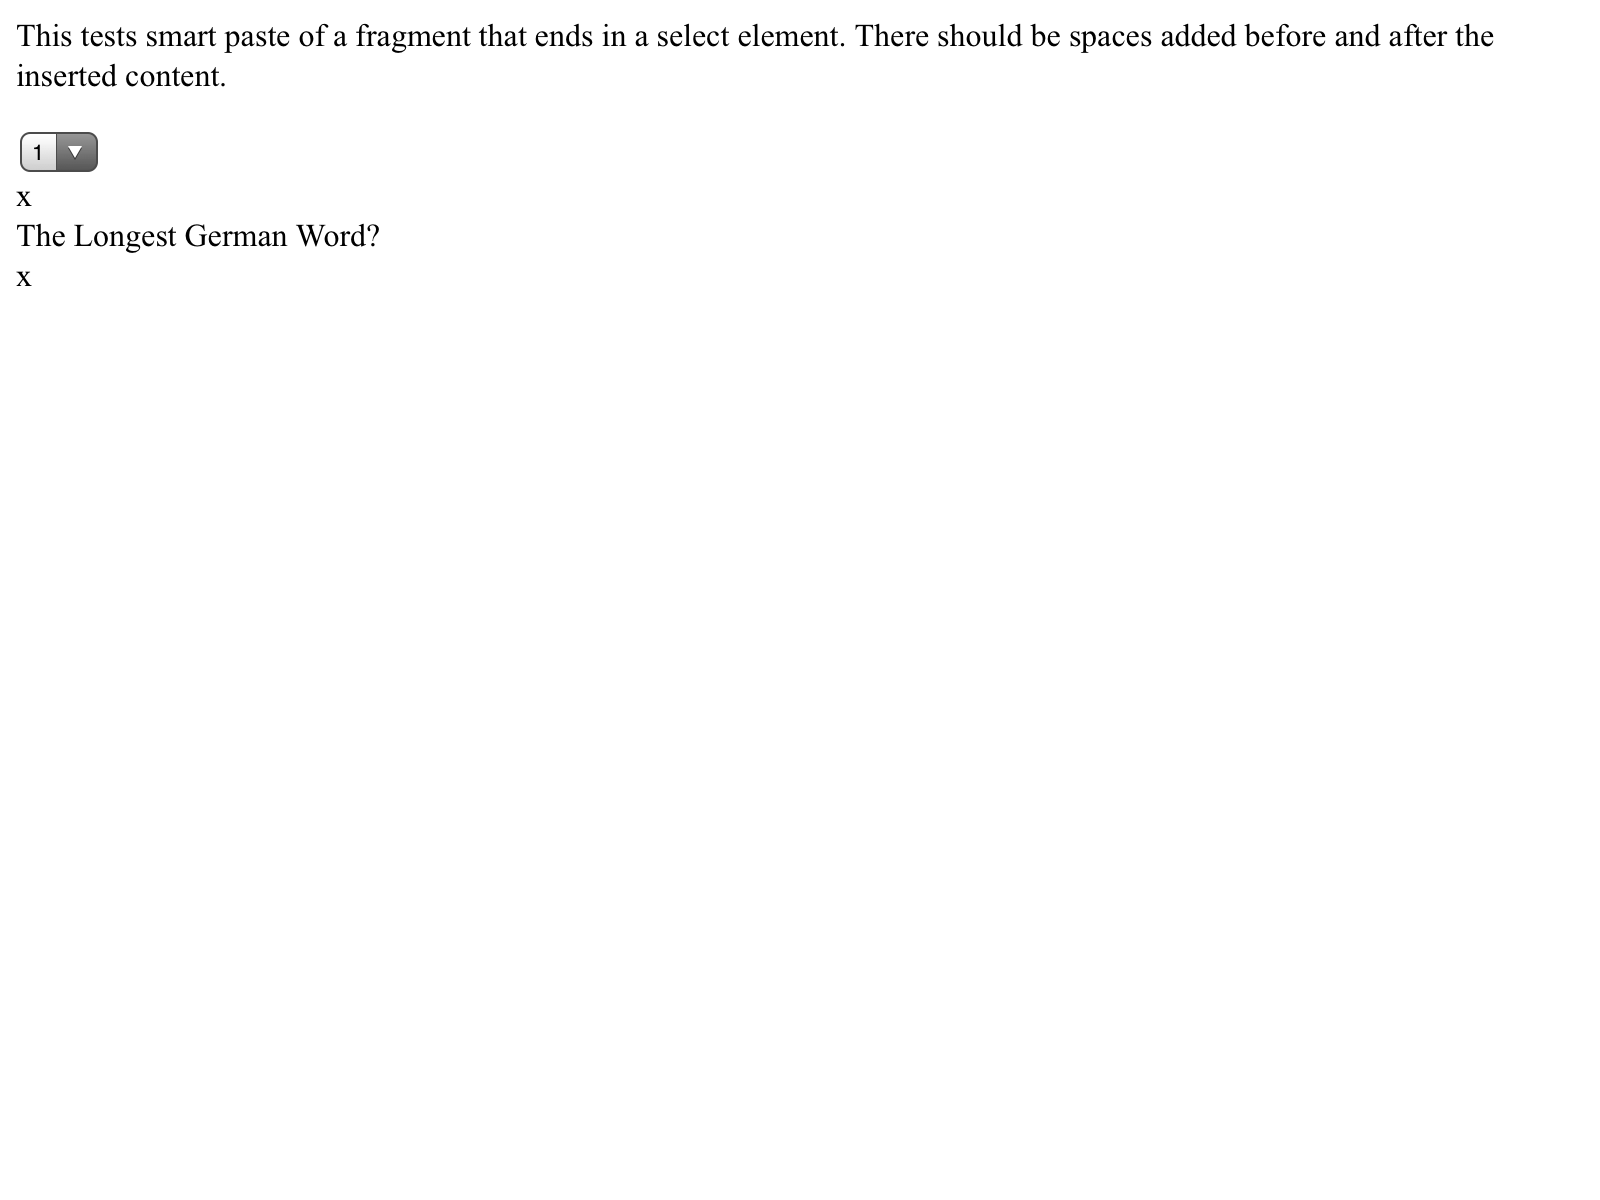 This tests smart paste of a fragment that ends in a select element. There should be spaces added before and after the
inserted content.
1
x
The Longest German Word?
x